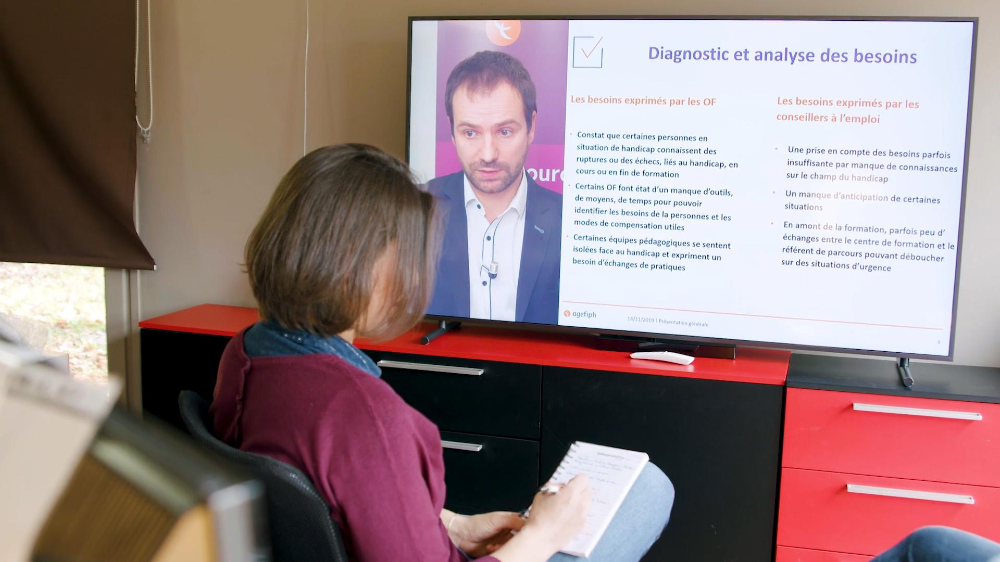 our
Diagnostic et analyse des besoins
Les besoins exprimés par les OF
Constat que certaines personnes en
situation de handicap connaissent des
ruptures ou des échecs, liés au handicap, en
cours ou en fin de formation
Certains OF font état d'un manque d'outils,
de moyens, de temps pour pouvoir
identifier les besoins de la personnes et les
modes de compensation utiles
Certaines équipes pédagogiques se sentent
isolées face au handicap et expriment un
besoin d'échanges de pratiques
Les besoins exprimés par les
conseillers à l'emploi
Une prise en compte des besoins parfois
insuffisante par manque de connaissances
sur le champ du handicap
Un manque d'anticipation de certaines
situations
En amont de la formation, parfois peu d'
échanges entre le centre de formation et le
référent de parcours pouvant déboucher
sur des situations d'urgence
agefiph
14/11/2019 | Présentation générale
4